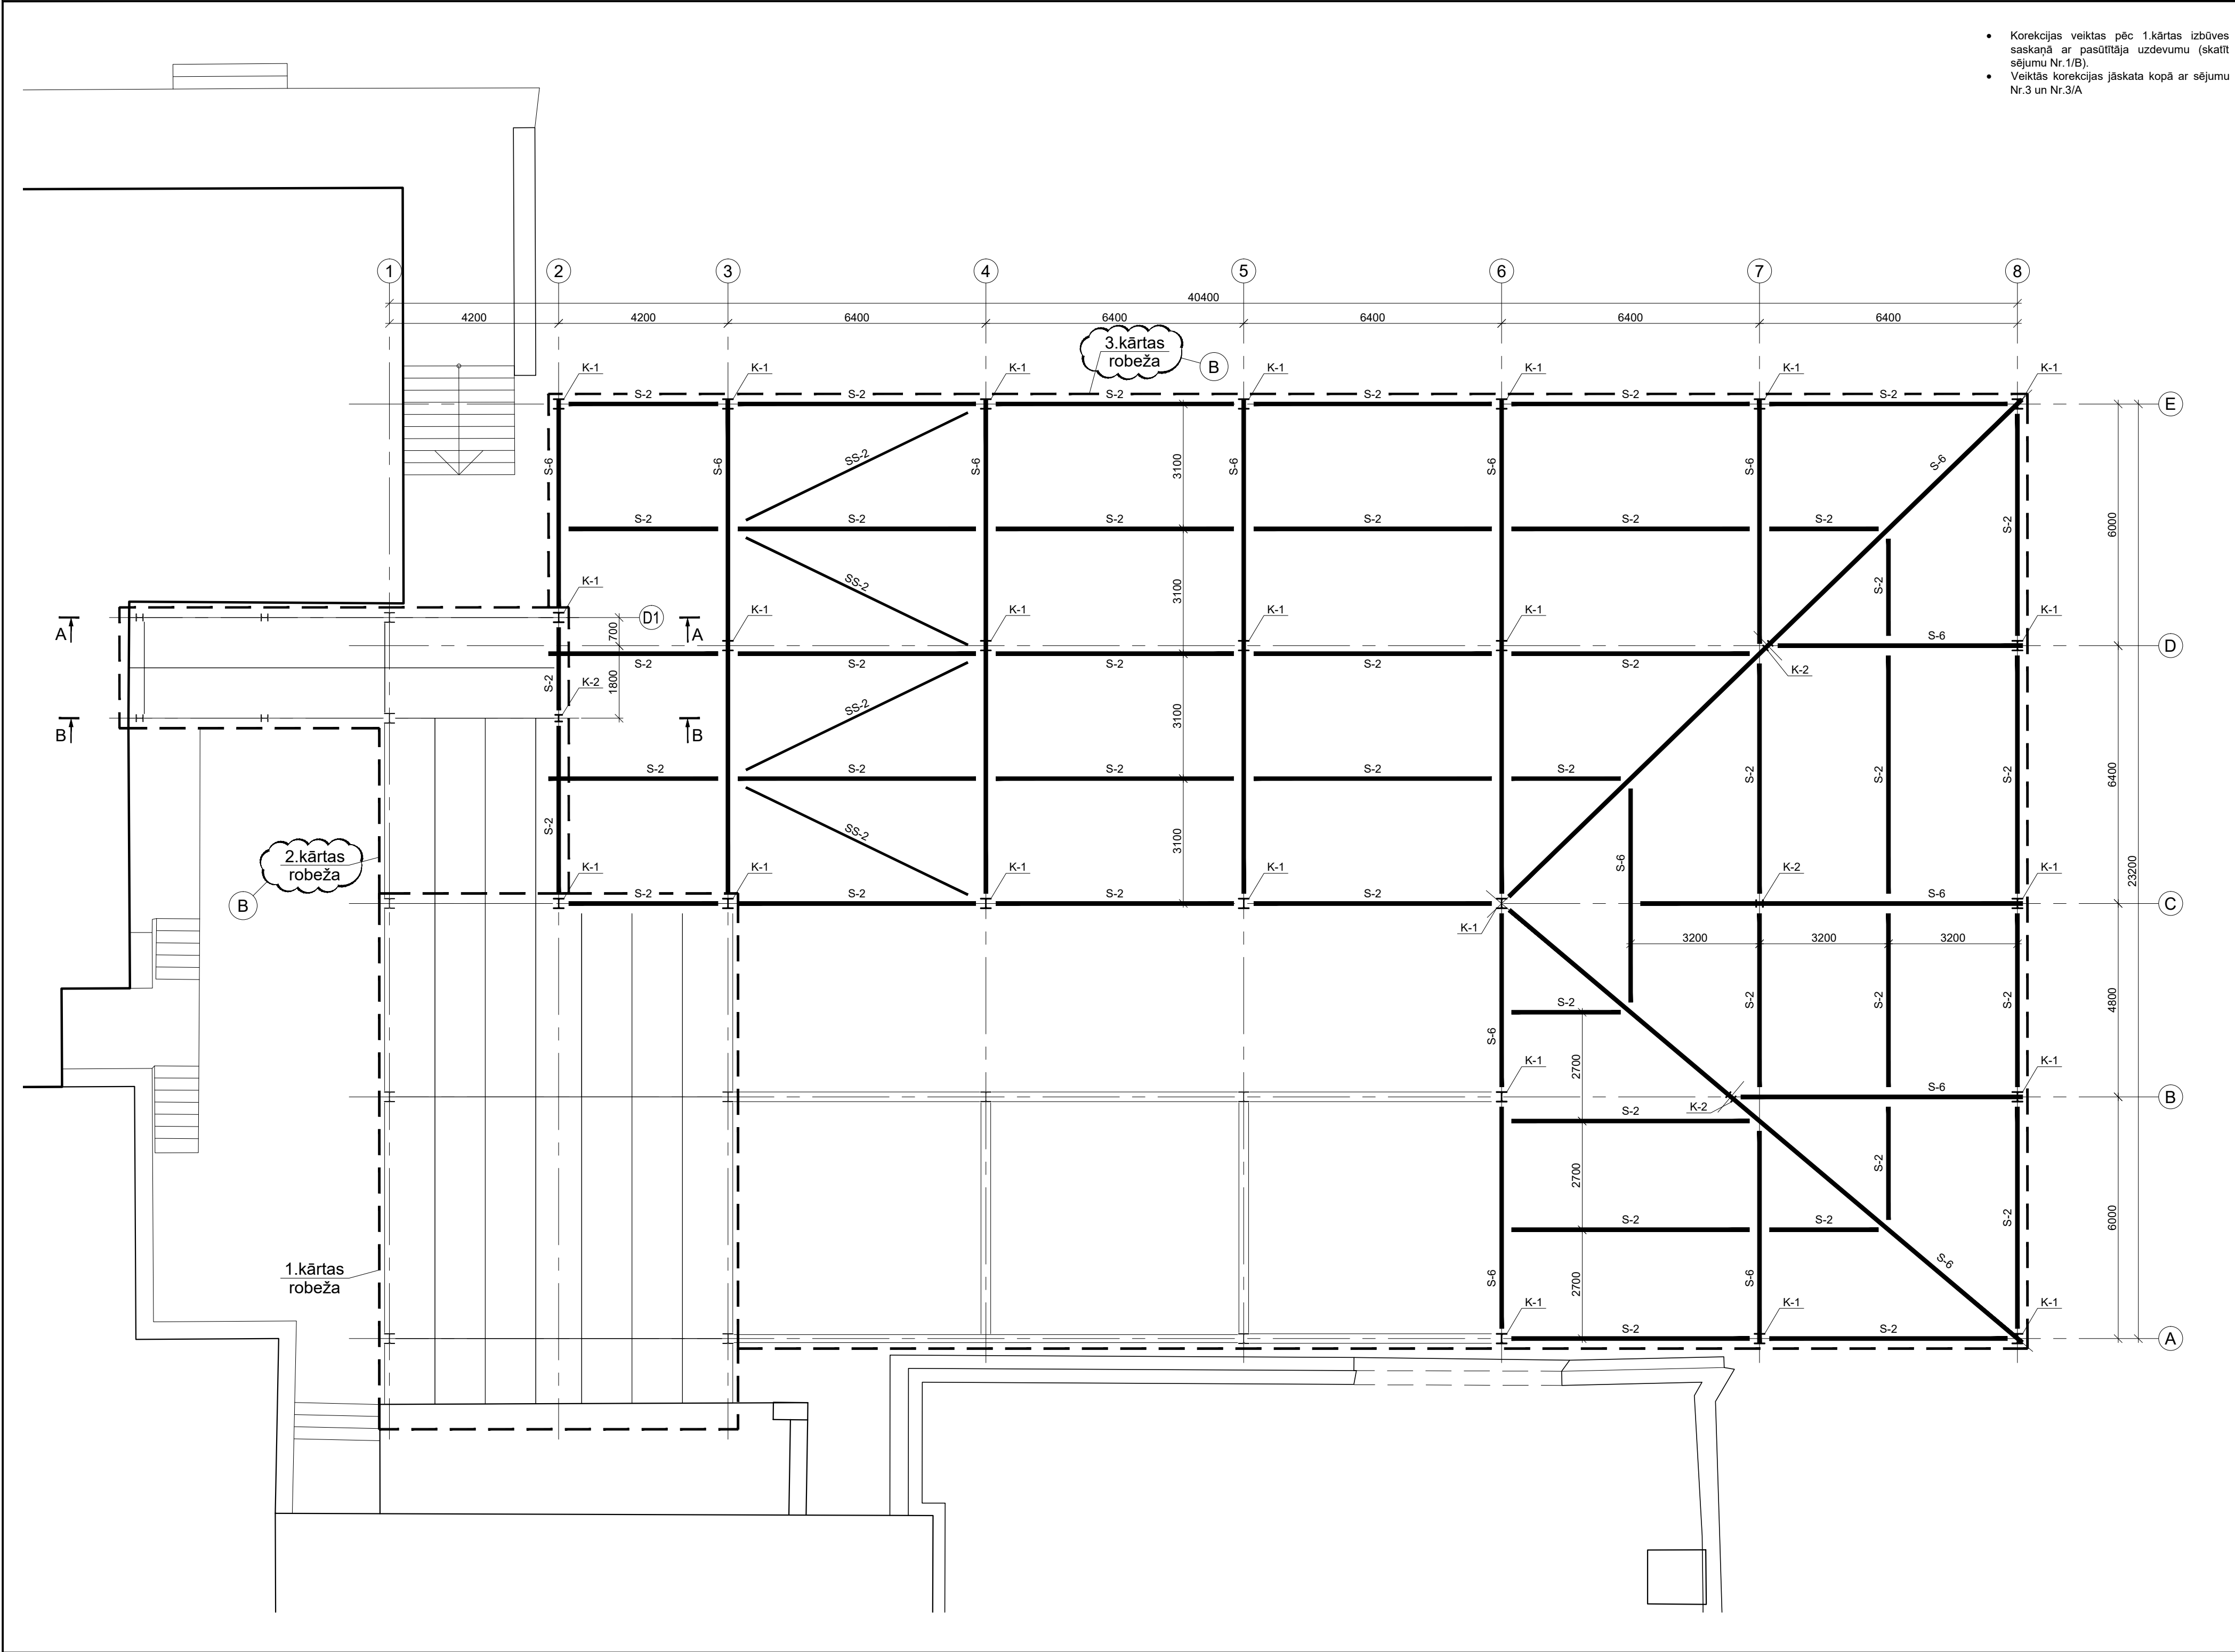 • Korekcijas veiktas pēc 1.kārtas izbūves
saskaņā ar pasūtītāja uzdevumu (skatīt
sējumu Nr.1/B).
• Veiktās korekcijas jāskata kopā ar sējumu
Nr.3 un Nr.3/A
1 2 3 4 5 6 7 8
40400
4200 4200 6400 6400 6400 6400 6400
3.kārtas
robeža
B
K-1 K-1 K-1 K-1 K-1 K-1 K-1
S-2 S-2 S-2 S-2 S-2 S-2
E
SS-2
S-6 S-6 S-6 S-6 S-6 S-6 S-6
3100
S-2 S-2 S-2 S-2 S-2 S-2
S-2
6000
SS-2
K-1
3100
S-2
K-1 K-1 K-1 K-1 K-1
A A
D1
700
S-6
D
S-2 S-2 S-2 S-2 S-2
K-2
S-2
K-2
1800
SS-2
3100
B B
S-2 S-2 S-2 S-2 S-2
S-2 S-2 S-2
6400
S-2
SS-2
3100
2.kārtas
robeža
B
S-6
K-1 K-1 K-1 K-1 K-2 K-1
23200
S-2 S-2 S-2 S-2 S-6
C
K-1
3200 3200 3200
S-2
S-2 S-2 S-2
4800
S-6
2700
K-1 K-1
S-6
B
K-2
S-2
S-2
2700
S-2 S-2
S-2
6000
1.kārtas
robeža
S-6
2700
S-6
S-6
K-1 K-1 K-1
S-2 S-2
A